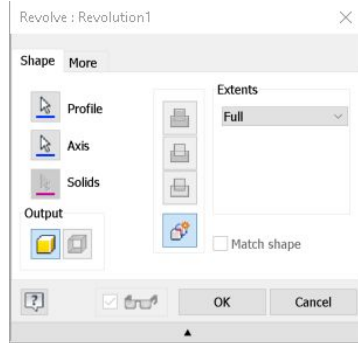 Revolve : Revolution1
Shape More
Extents
Profile
Full
Axis
Solids
Output
Match shape
?
OK Cancel